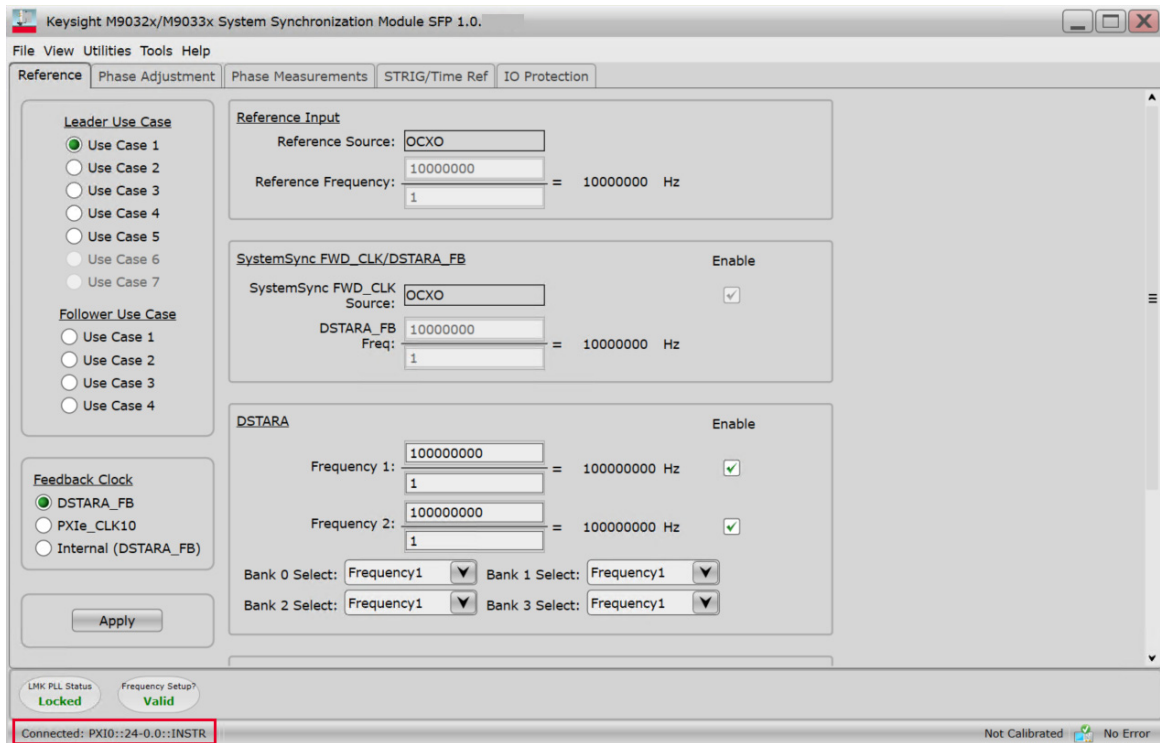 Keysight M9032x/M9033x System Synchronization Module SFP 1.0.
File View Utilities Tools Help
Reference Phase Adjustment Phase Measurements STRIG/Time Ref IO Protection
Leader Use Case
Use Case 1
Use Case 2
Use Case 3
Use Case 4
Use Case 5
Use Case 6
Use Case 7
Follower Use Case
Use Case 1
Use Case 2
Use Case 3
Use Case 4
Feedback Clock
DSTARA_FB
PXIe_CLK10
Internal (DSTARA_FB)
Apply
Reference Input
Reference Source: OCXO
Reference Frequency: 10000000
1
= 10000000 Hz
SystemSync FWD_CLK/DSTARA_FB Enable
SystemSync FWD_CLK
Source: OCXO
DSTARA_FB
Freq: 10000000
1
= 10000000 Hz
DSTARA Enable
Frequency 1: 100000000
1
= 100000000 Hz
Frequency 2: 100000000
1
= 100000000 Hz
Bank 0 Select: Frequency1 Bank 1 Select: Frequency1
Bank 2 Select: Frequency1 Bank 3 Select: Frequency1
LMK PLL Status
Locked
Frequency Setup?
Valid
Connected: PXI0::24-0.0::INSTR Not Calibrated No Error